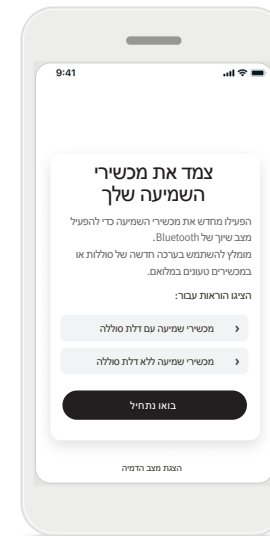 9:41
צמד את מכשירי
השמיעה שלך
הפעילו מחדש את מכשירי השמיעה כדי להפעיל
מצב שיוך של Bluetooth.
מומלץ להשתמש בערכה חדשה של סוללות או
במכשירים טעונים במלואם.
הציגו הוראות עבור:
מכשירי שמיעה עם דלת סוללה
מכשירי שמיעה ללא דלת סוללה
בואו נתחיל
הצגת מצב הדמיה